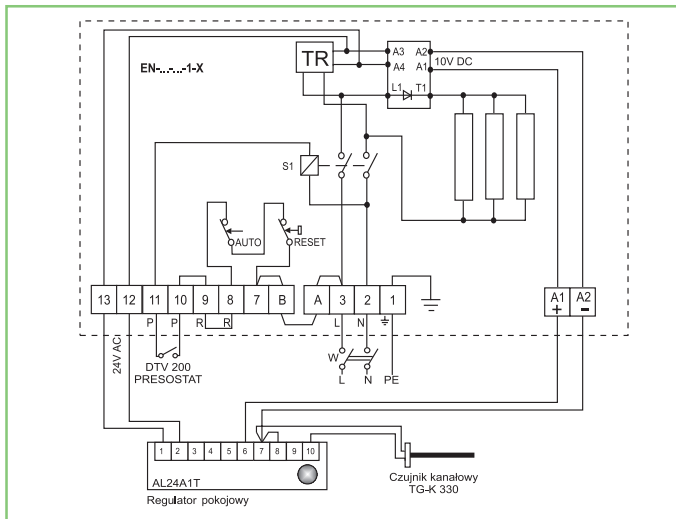 EN-...-...-1-X
TR
A3 A2
A4 A1
10V DC
L1 T1
S1
AUTO
RESET
13 12 11 10 9 8 7 B A 3 2 1
A1 A2
+ -
P P R R L N
24V AC
DTV 200
PRESOSTAT
W
L N PE
1 2 3 4 5 6 7 8 9 10
AL24A1T
Regulator pokojowy
Czujnik kanałowy
TG-K 330